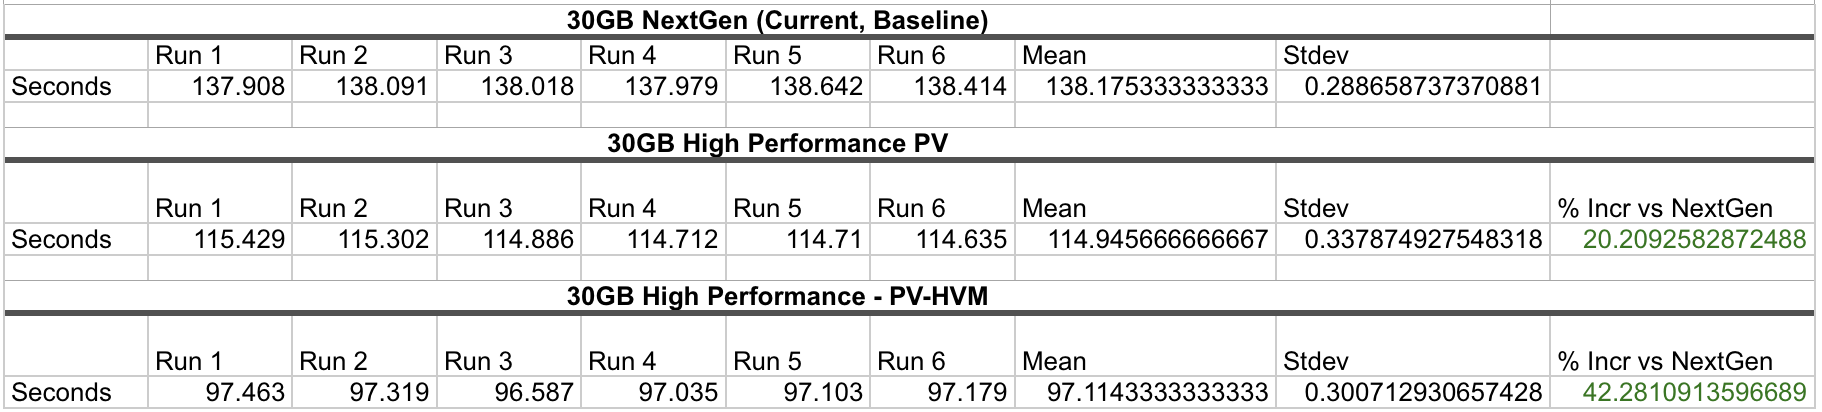 30GB NextGen (Current, Baseline)
Run 1 Run 2 Run 3 Run 4 Run 5 Run 6 Mean Stdev
Seconds 137.908 138.091 138.018 137.979 138.642 138.414 138.175333333333 0.288658737370881
30GB High Performance PV
Run 1 Run 2 Run 3 Run 4 Run 5 Run 6 Mean Stdev % Incr vs NextGen
Seconds 115.429 115.302 114.886 114.712 114.71 114.635 114.945666666667 0.337874927548318 20.2092582872488
30GB High Performance - PV-HVM
Run 1 Run 2 Run 3 Run 4 Run 5 Run 6 Mean Stdev % Incr vs NextGen
Seconds 97.463 97.319 96.587 97.035 97.103 97.179 97.1143333333333 0.300712930657428 42.2810913596689